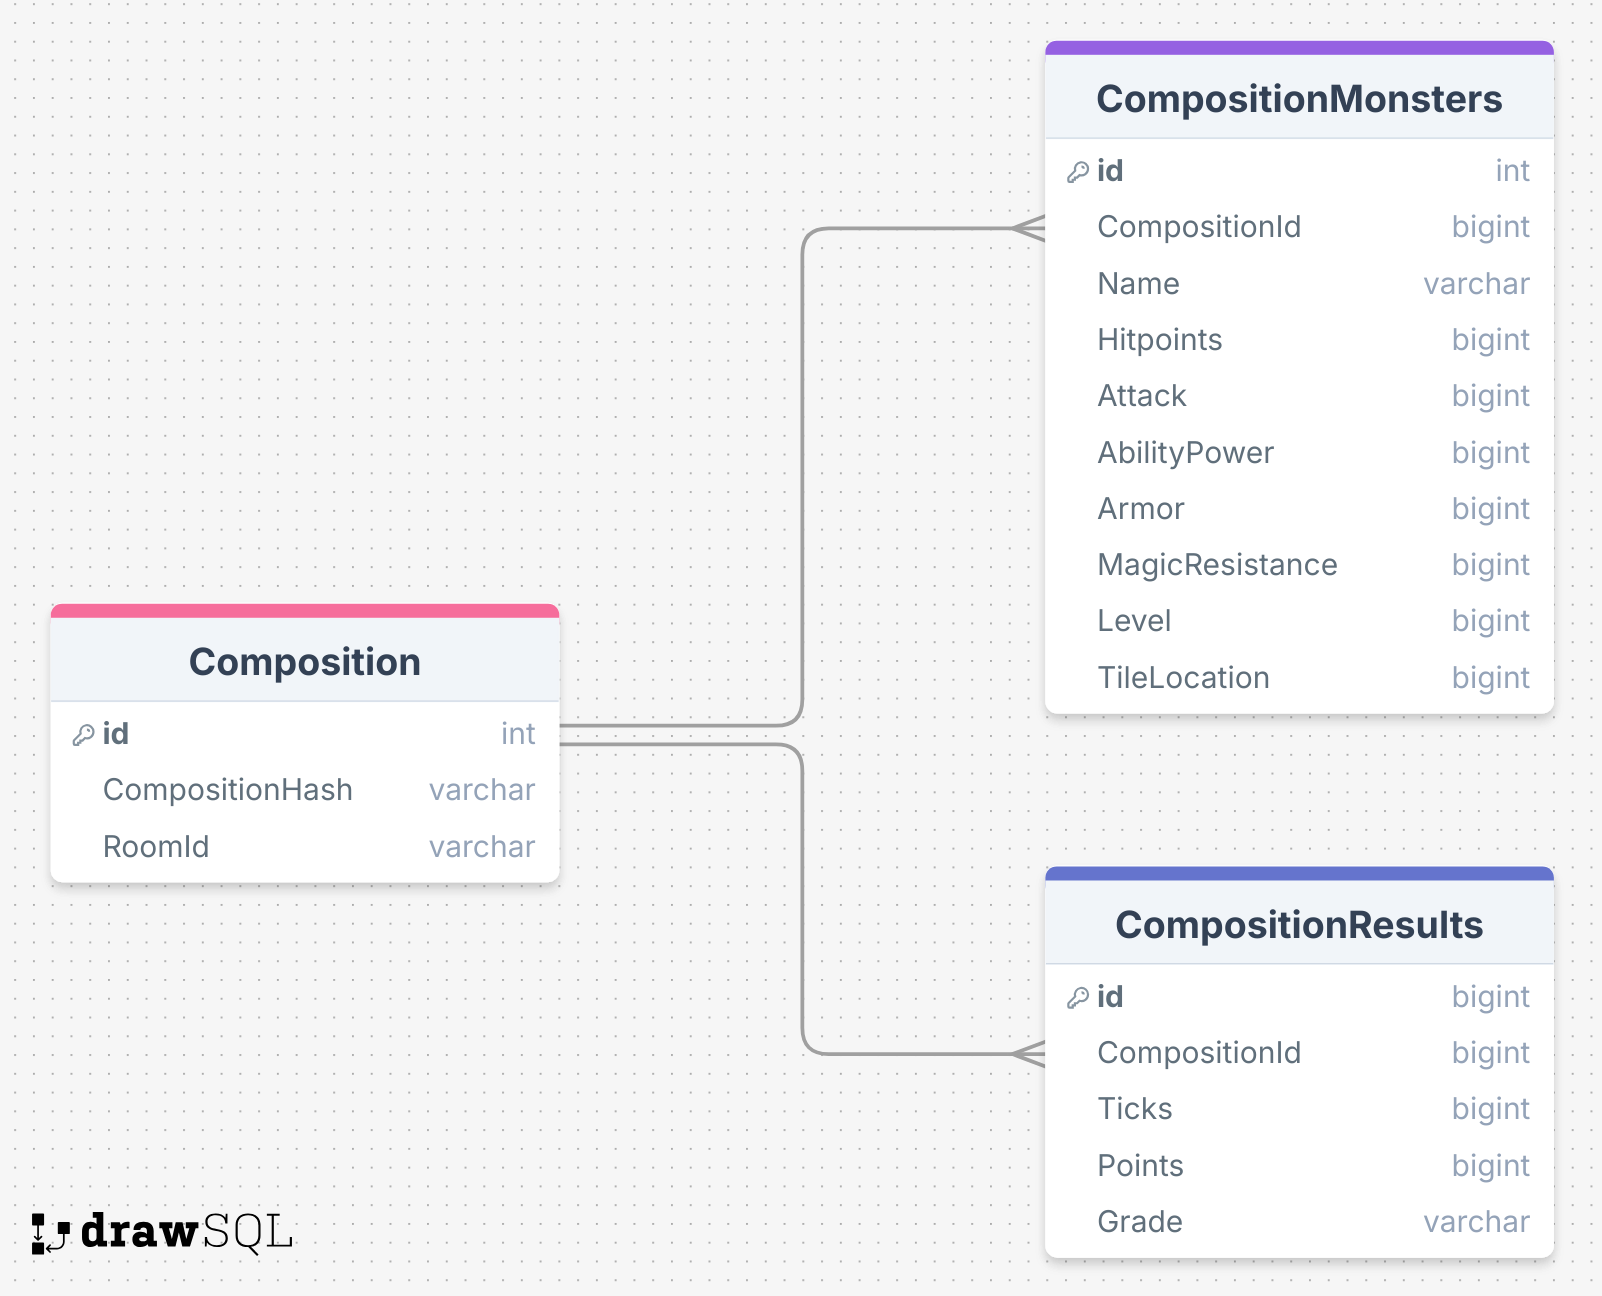 CompositionMonsters
id int
CompositionId bigint
Name varchar
Hitpoints bigint
Attack bigint
AbilityPower bigint
Armor bigint
MagicResistance bigint
Level bigint
TileLocation bigint
Composition
id int
CompositionHash varchar
RoomId varchar
CompositionResults
id bigint
CompositionId bigint
Ticks bigint
Points bigint
Grade varchar
drawSQL